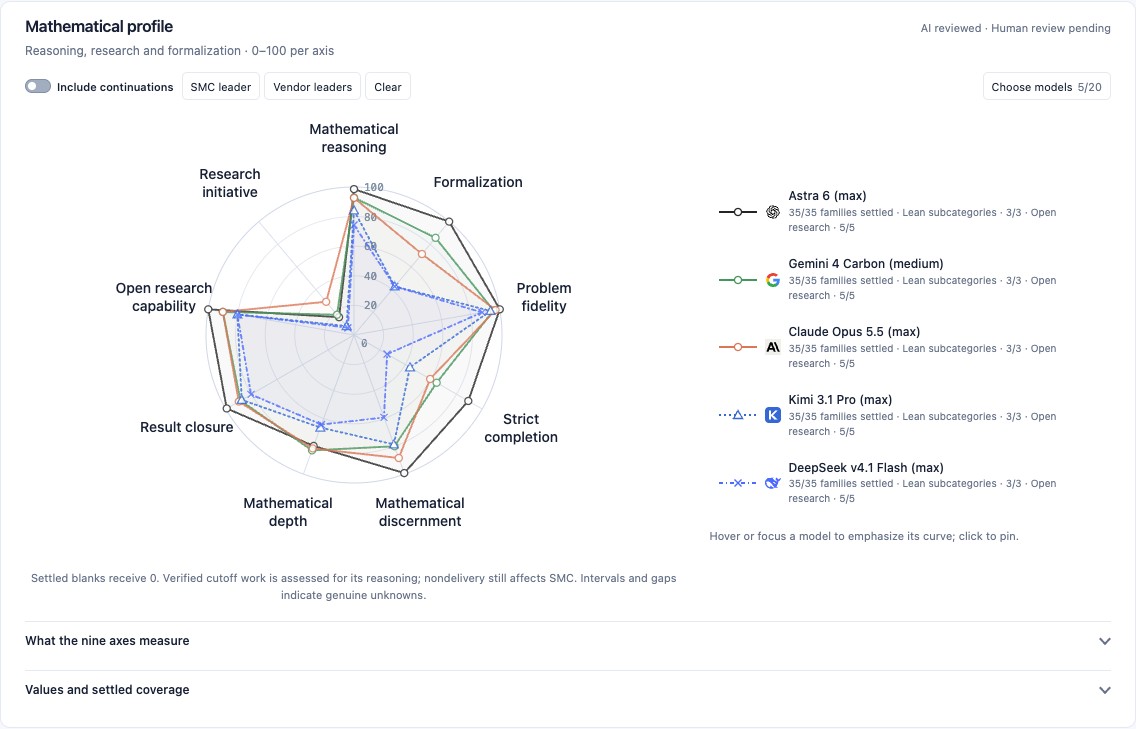 Mathematical profile
AI reviewed · Human review pending
Reasoning, research and formalization · 0–100 per axis
Include continuations
SMC leader
Vendor leaders
Clear
Choose models 5/20
Mathematical
reasoning
Research
initiative
Formalization
100
80
60
40
20
0
Open research
capability
Problem
fidelity
Result closure
Strict
completion
Mathematical
depth
Mathematical
discernment
Astra 6 (max)
35/35 families settled · Lean subcategories · 3/3 · Open
research · 5/5
Gemini 4 Carbon (medium)
35/35 families settled · Lean subcategories · 3/3 · Open
research · 5/5
Claude Opus 5.5 (max)
35/35 families settled · Lean subcategories · 3/3 · Open
research · 5/5
Kimi 3.1 Pro (max)
35/35 families settled · Lean subcategories · 3/3 · Open
research · 5/5
DeepSeek v4.1 Flash (max)
35/35 families settled · Lean subcategories · 3/3 · Open
research · 5/5
Hover or focus a model to emphasize its curve; click to pin.
Settled blanks receive 0. Verified cutoff work is assessed for its reasoning; nondelivery still affects SMC. Intervals and gaps
indicate genuine unknowns.
What the nine axes measure
Values and settled coverage